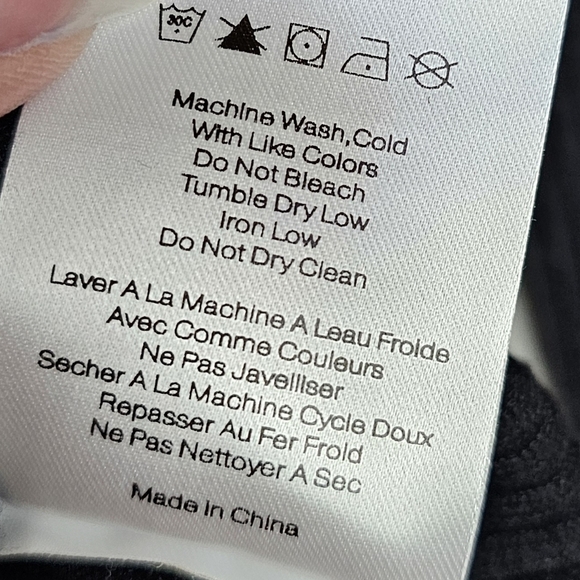 30C
Machine Wash,Cold
With Like Colors
Do Not Bleach
Tumble Dry Low
Iron Low
Do Not Dry Clean
Laver A La Machine A Leau Froide
Avec Comme Couleurs
Ne Pas Javelliser
Secher A La Machine Cycle Doux
Repasser Au Fer Froid
Ne Pas Nettoyer A Sec
Made in China